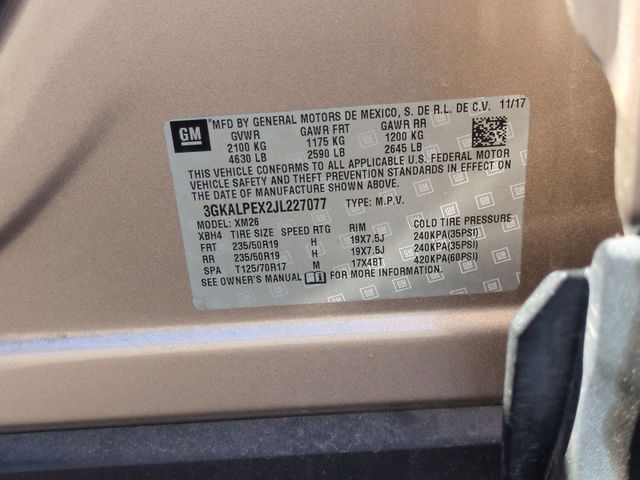 GM MFD BY GENERAL MOTORS DE MEXICO, S. DE R.L. DE C.V. 11/17
GVWR GAWR FRT GAWR RR
2100 KG 1175 KG 1200 KG
4630 LB 2590 LB 2645 LB
THIS VEHICLE CONFORMS TO ALL APPLICABLE U.S. FEDERAL MOTOR
VEHICLE SAFETY AND THEFT PREVENTION STANDARDS IN EFFECT ON
THE DATE OF MANUFACTURE SHOWN ABOVE.
3GKALPEX2JL227077 TYPE: M.P.V.
MODEL: XM26
XBH4 TIRE SIZE SPEED RTG RIM COLD TIRE PRESSURE
FRT 235/50R19 H 19X7.5J 240KPA(35PSI)
RR 235/50R19 H 19X7.5J 240KPA(35PSI)
SPA T125/70R17 M 17X4BT 420KPA(60PSI)
SEE OWNER'S MANUAL FOR MORE INFORMATION.